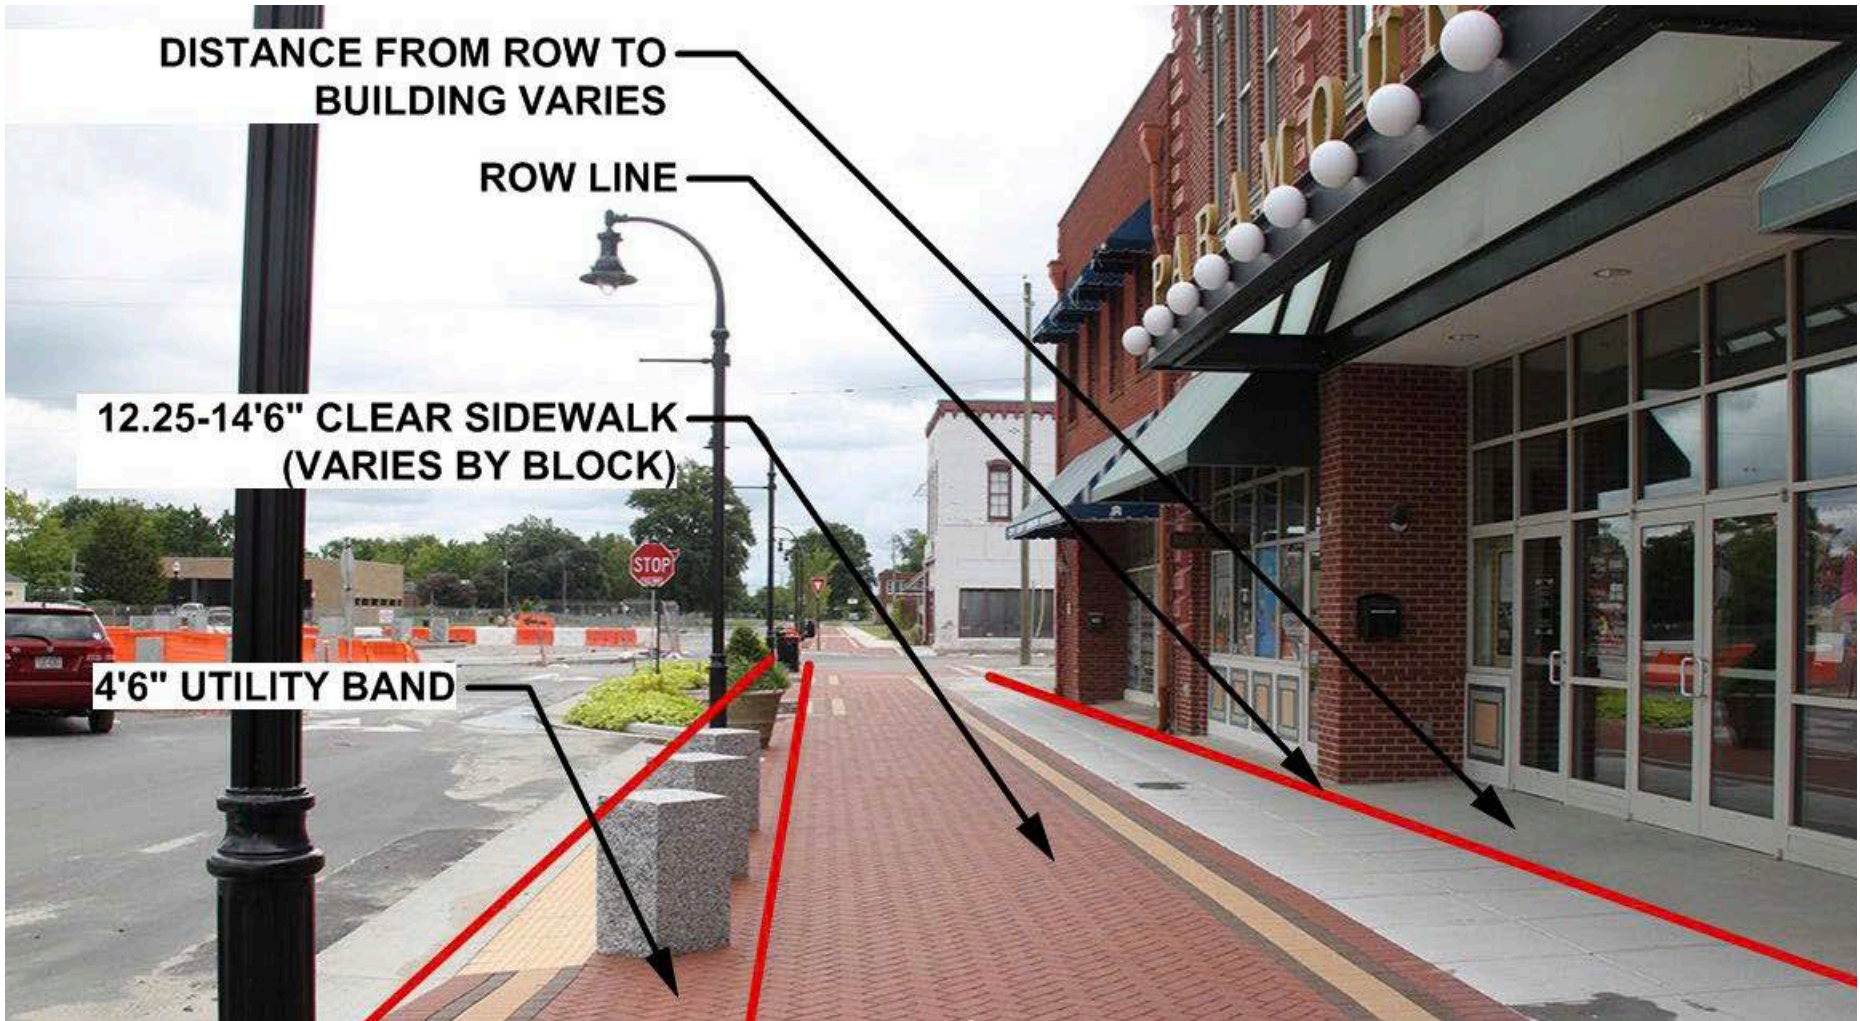 DISTANCE FROM ROW TO
BUILDING VARIES
ROW LINE
12.25-14'6" CLEAR SIDEWALK
(VARIES BY BLOCK)
4'6" UTILITY BAND
PARAMOUN
STOP